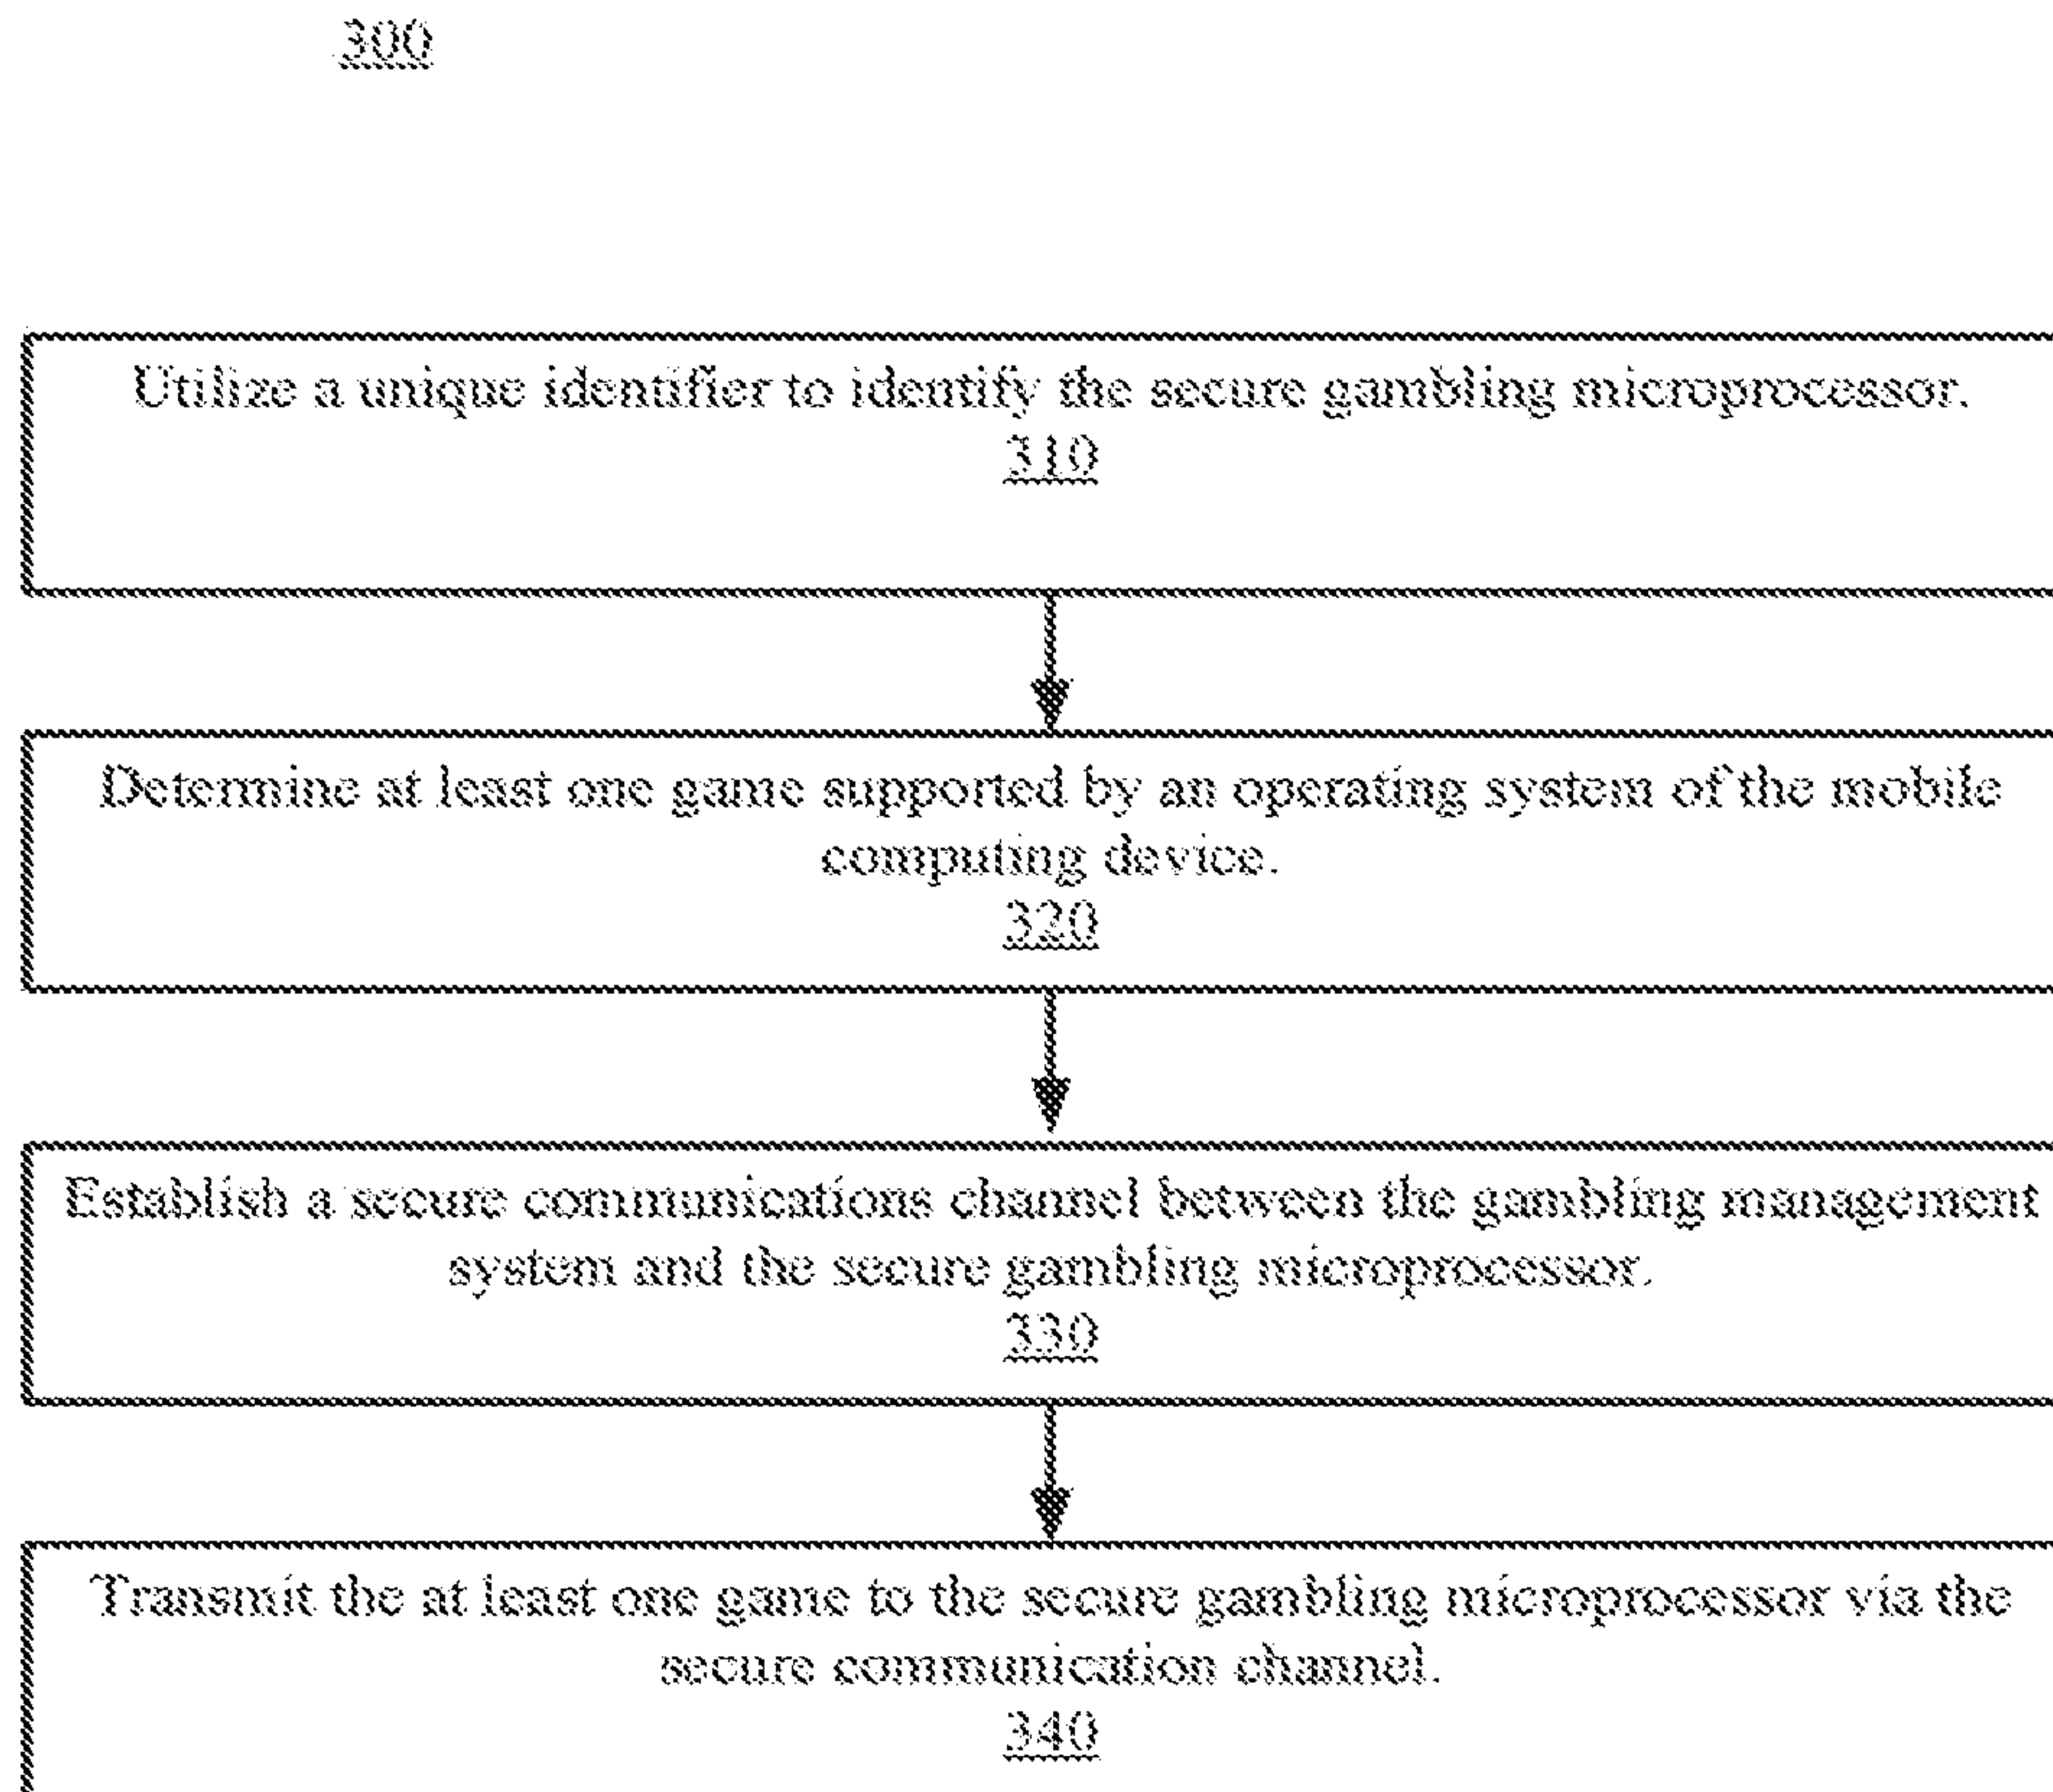 300
Utilize a unique identifier to identify the secure gambling microprocessor.
310
Determine at least one game supported by an operating system of the mobile
computing device.
320
Establish a secure communications channel between the gambling management
system and the secure gambling microprocessor.
330
Transmit the at least one game to the secure gambling microprocessor via the
secure communication channel.
340